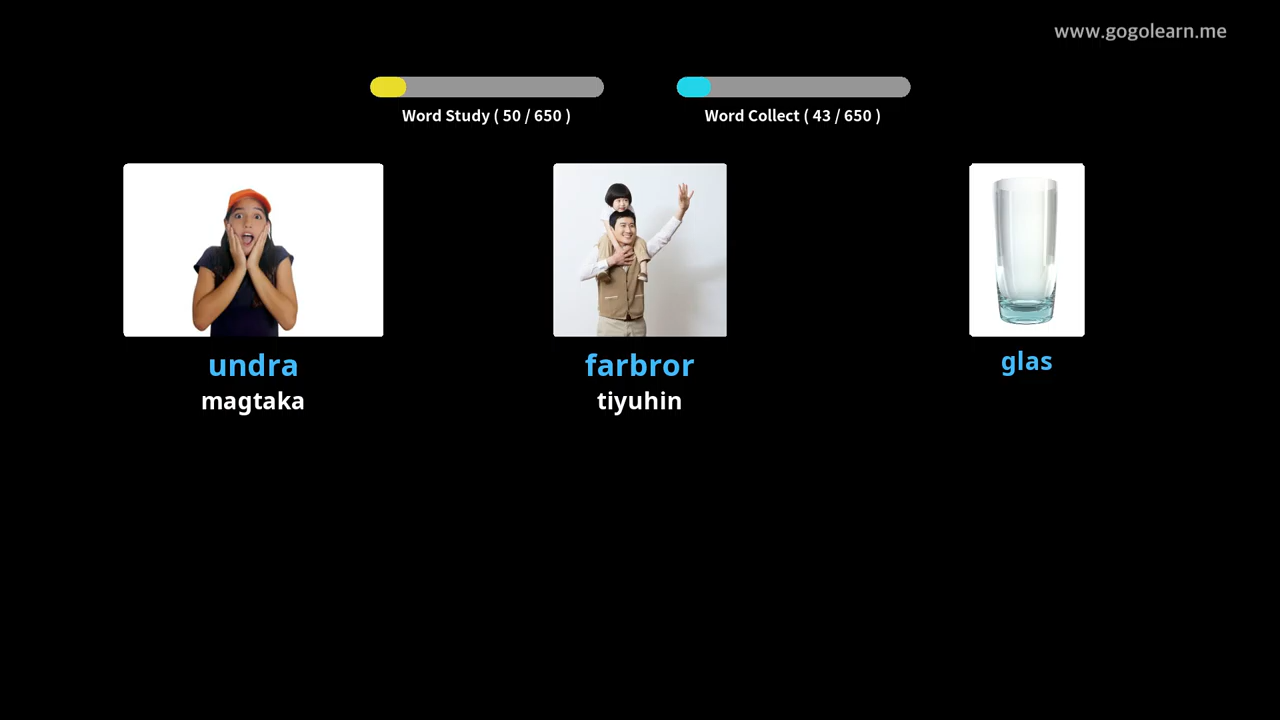 www.gogolearn.me
Word Study ( 50 / 650 )
Word Collect ( 43 / 650 )
undra
farbror
glas
magtaka
tiyuhin